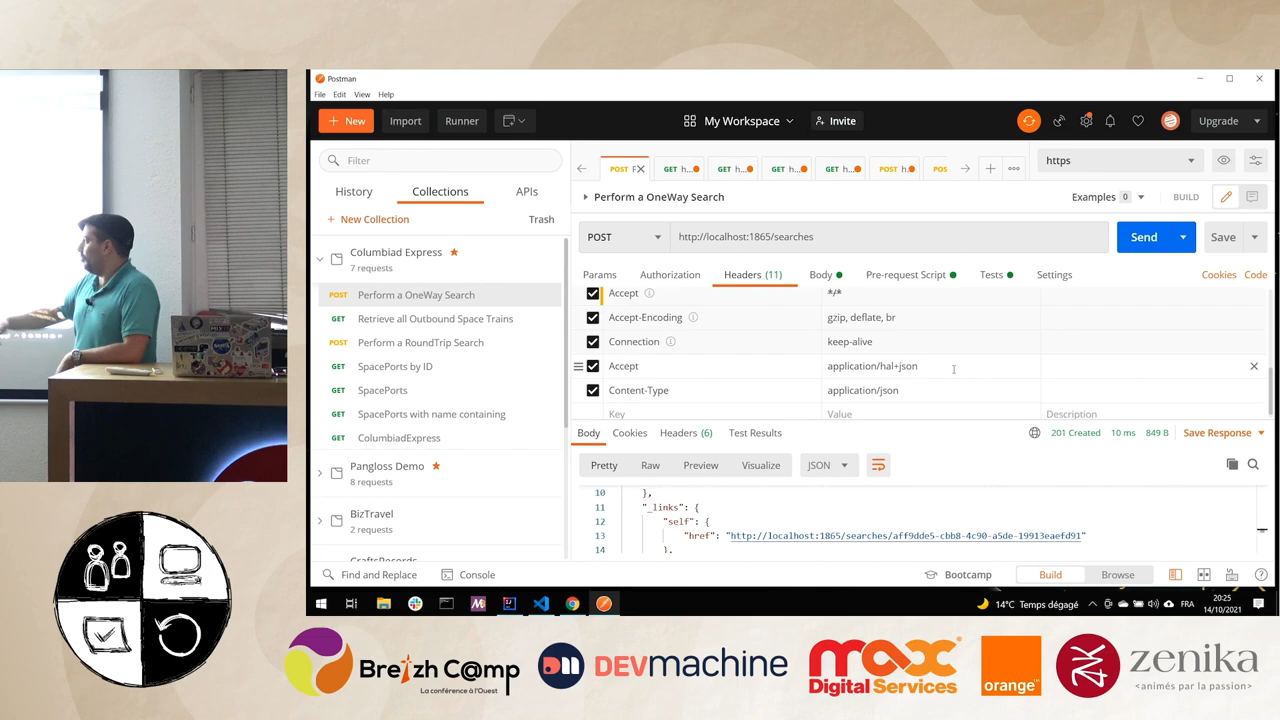 Postman
File Edit View Help
+ New Import Runner My Workspace Invite Upgrade
Filter
History Collections APIs
+ New Collection Trash
Columbiad Express
7 requests
POST Perform a OneWay Search
GET Retrieve all Outbound Space Trains
POST Perform a RoundTrip Search
GET SpacePorts by ID
GET SpacePorts
GET SpacePorts with name containing
GET ColumbiadExpress
Pangloss Demo
8 requests
BizTravel
2 requests
POST GET h... GET h... GET h... GET h... POST h. POS https
Perform a OneWay Search Examples 0 BUILD
POST http://localhost:1865/searches Send Save
Params Authorization Headers (11) Body Pre-request Script Tests Settings Cookies Code
Accept */*
Accept-Encoding gzip, deflate, br
Connection keep-alive
Accept application/hal+json
Content-Type application/json
Key Value Description
Body Cookies Headers (6) Test Results 201 Created 10 ms 849 B Save Response
Pretty Raw Preview Visualize JSON
10 },
11 "_links": {
12 "self": {
13 "href": "http://localhost:1865/searches/aff9dde5-cbb8-4c90-a5de-19913eaefd91"
14 },
Find and Replace Console Bootcamp Build Browse
14°C Temps dégagé FRA 20:25
14/10/2021
Breizh C@mp
La conférence à l'Ouest
DEVmachine
max
Digital Services
orange
zenika
<animés par la passion>